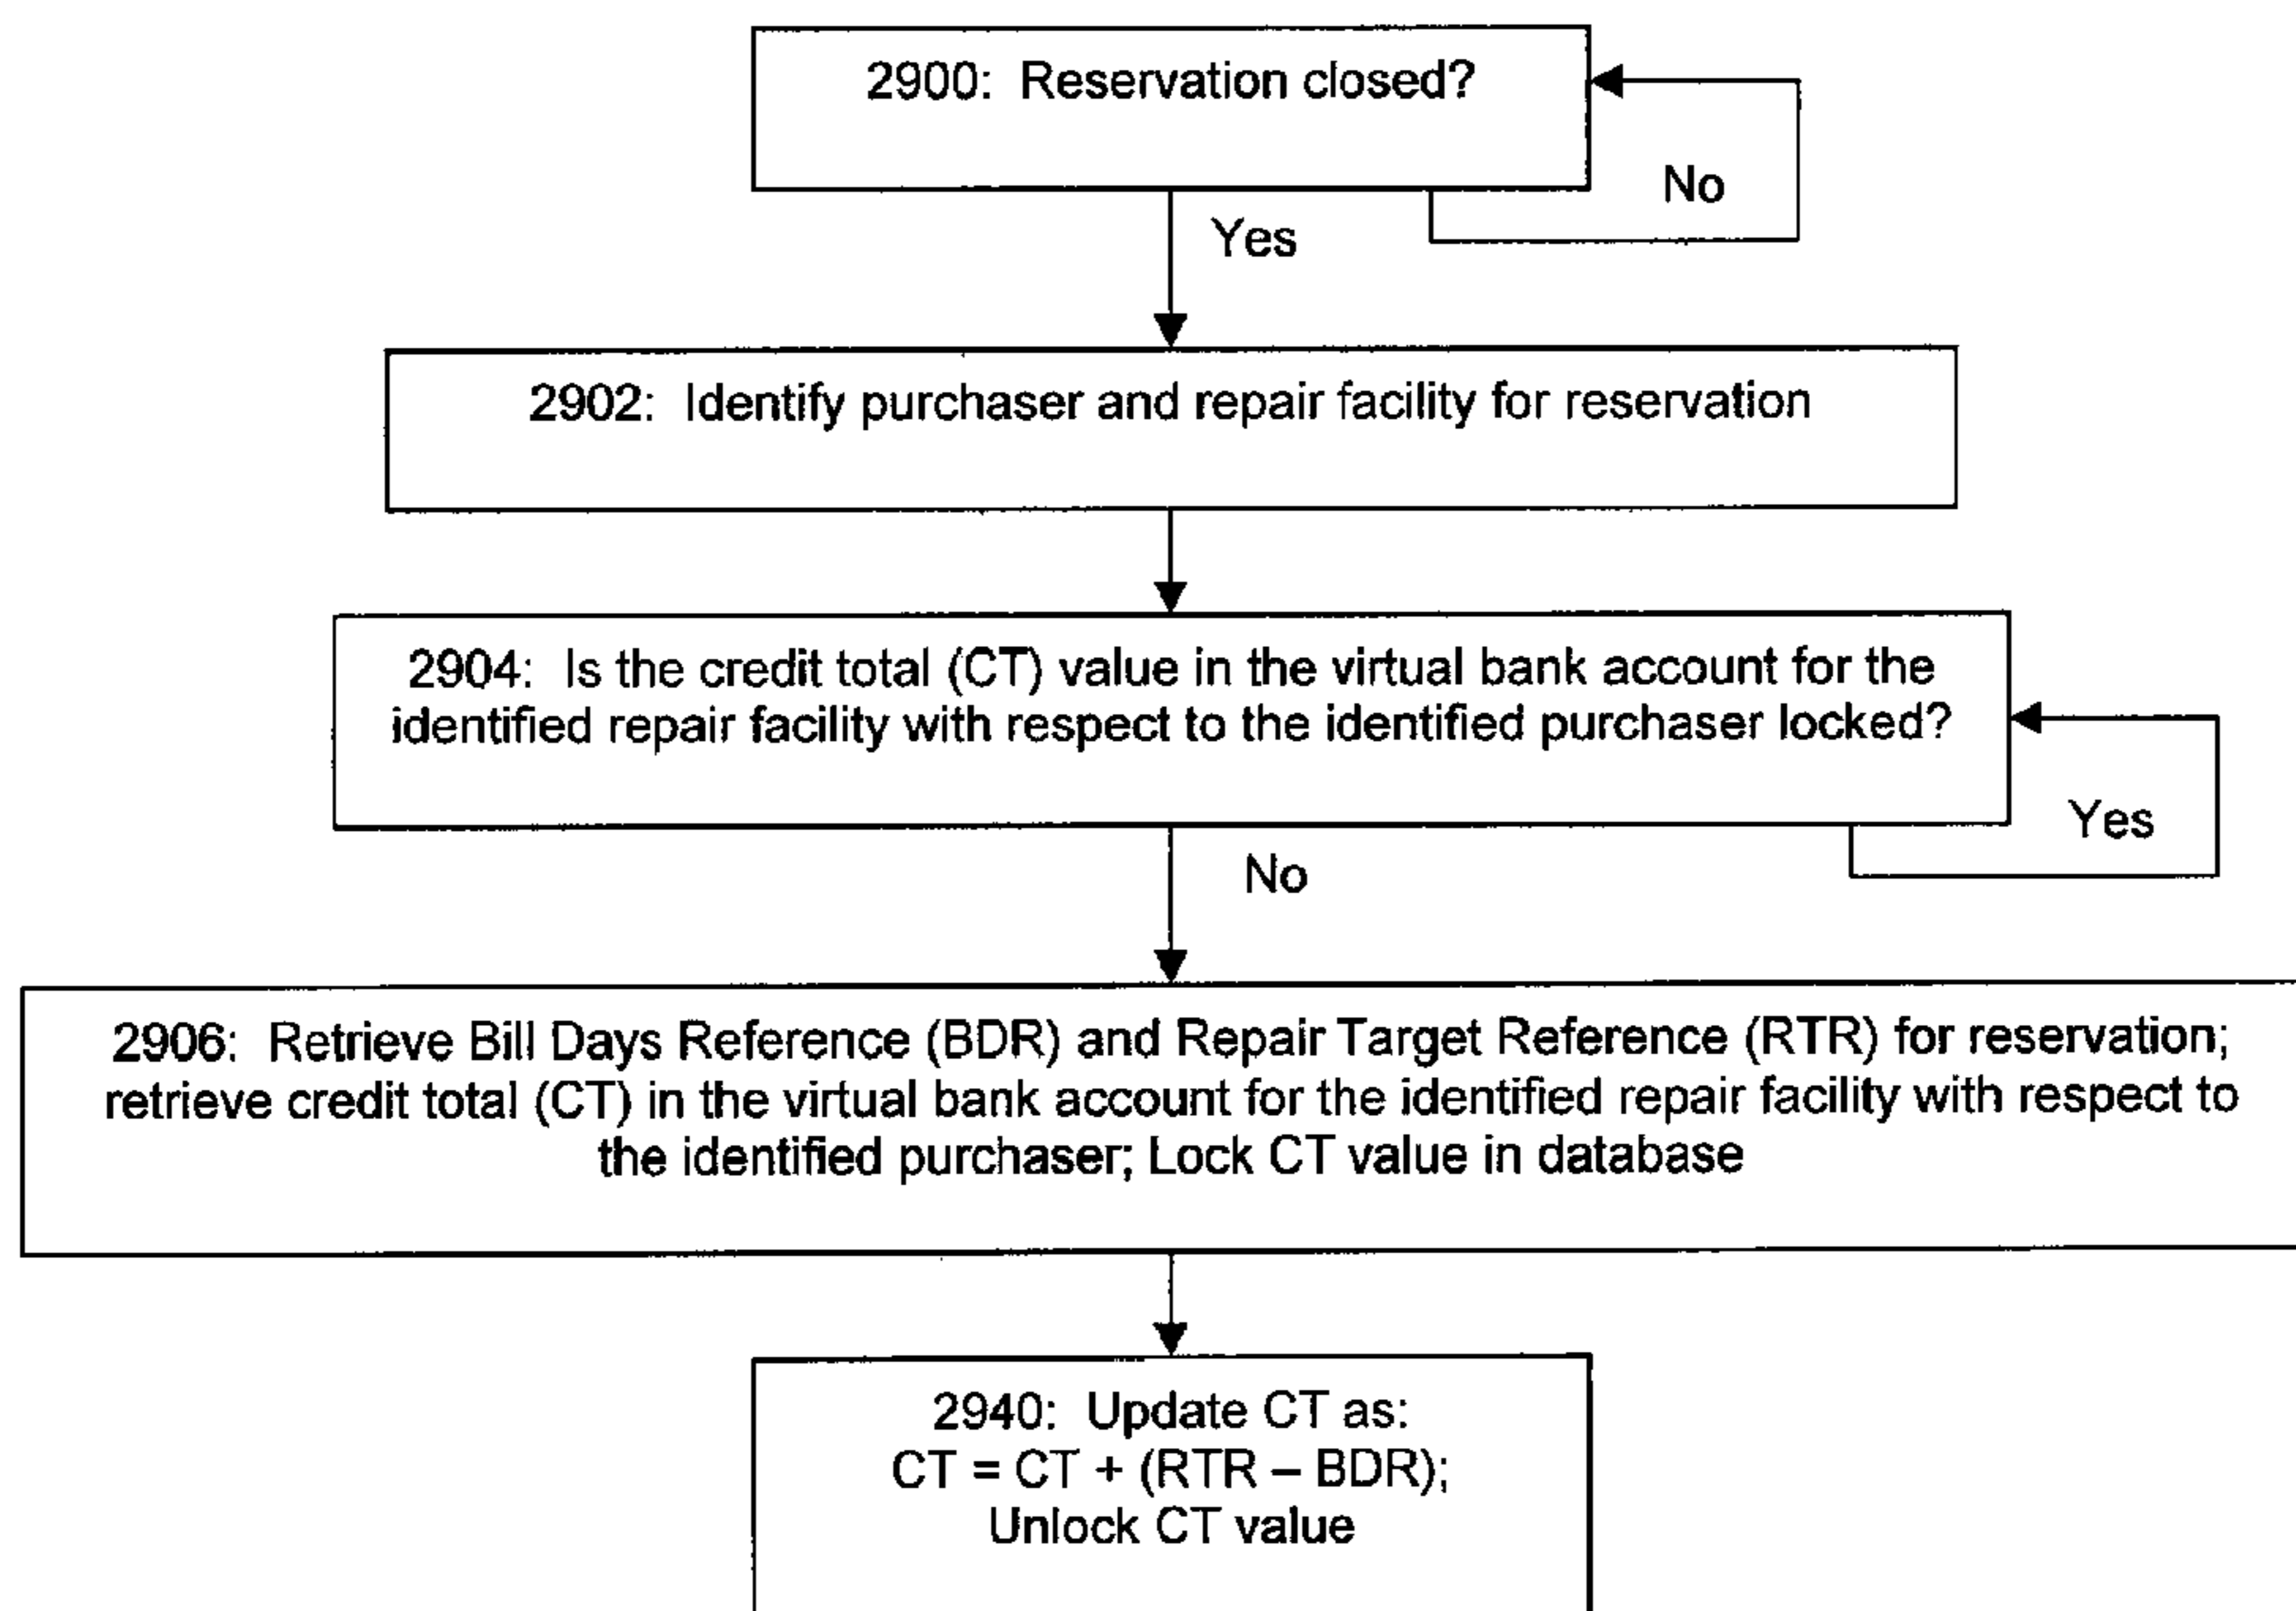 2900: Reservation closed?
No
Yes
2902: Identify purchaser and repair facility for reservation
2904: Is the credit total (CT) value in the virtual bank account for the
identified repair facility with respect to the identified purchaser locked?
Yes
No
2906: Retrieve Bill Days Reference (BDR) and Repair Target Reference (RTR) for reservation;
retrieve credit total (CT) in the virtual bank account for the identified repair facility with respect to
the identified purchaser; Lock CT value in database
2940: Update CT as:
CT = CT + (RTR – BDR);
Unlock CT value